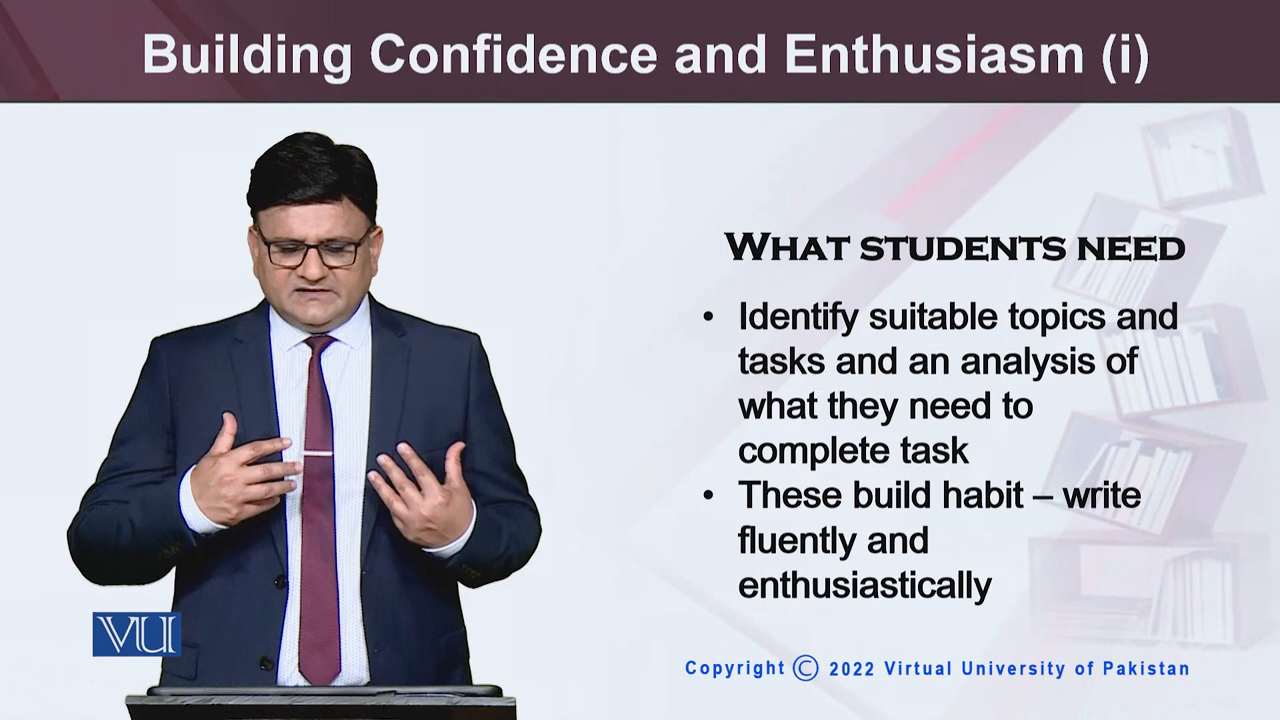 Building Confidence and Enthusiasm (i)
WHAT STUDENTS NEED
• Identify suitable topics and
tasks and an analysis of
what they need to
complete task
• These build habit – write
fluently and
enthusiastically
VU
Copyright © 2022 Virtual University of Pakistan